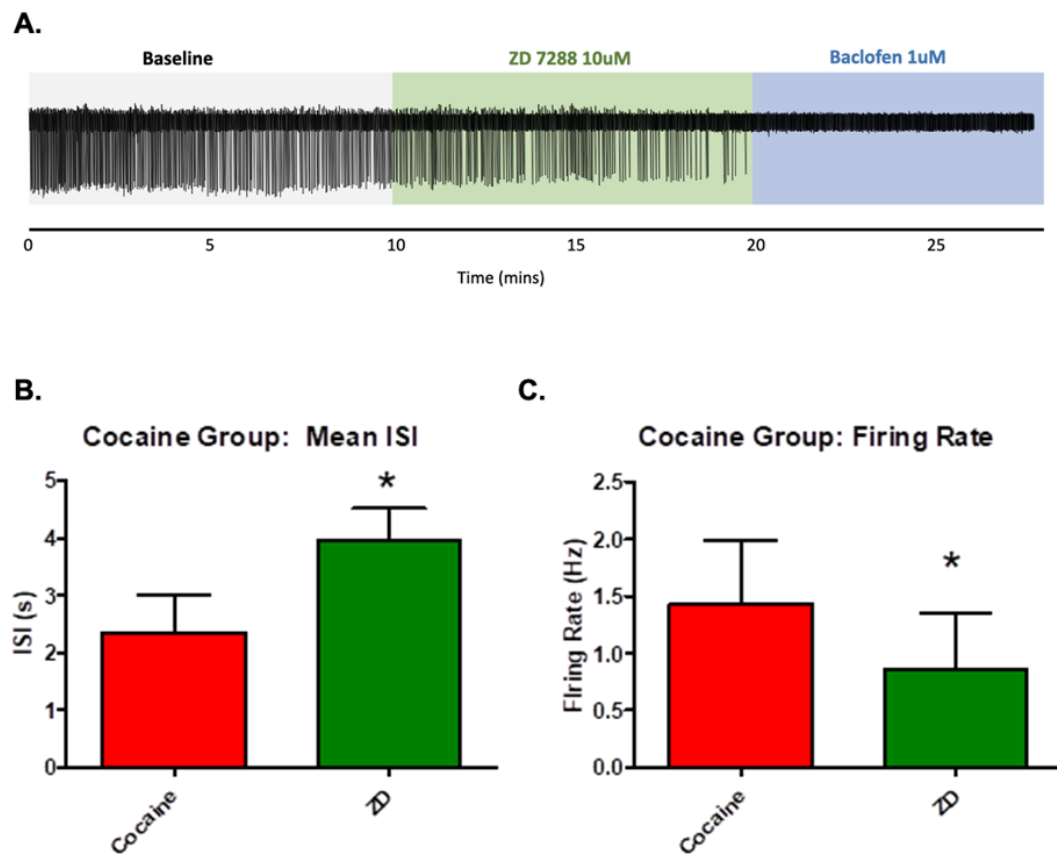 A.
Baseline ZD 7288 10uM Baclofen 1uM
0 5 10 15 20 25
Time (mins)
B.
Cocaine Group: Mean ISI
5
4
3
2
1
0
ISI (s)
*
Cocaine ZD
C.
Cocaine Group: Firing Rate
2.5
2.0
1.5
1.0
0.5
0.0
FIring Rate (Hz)
*
Cocaine ZD